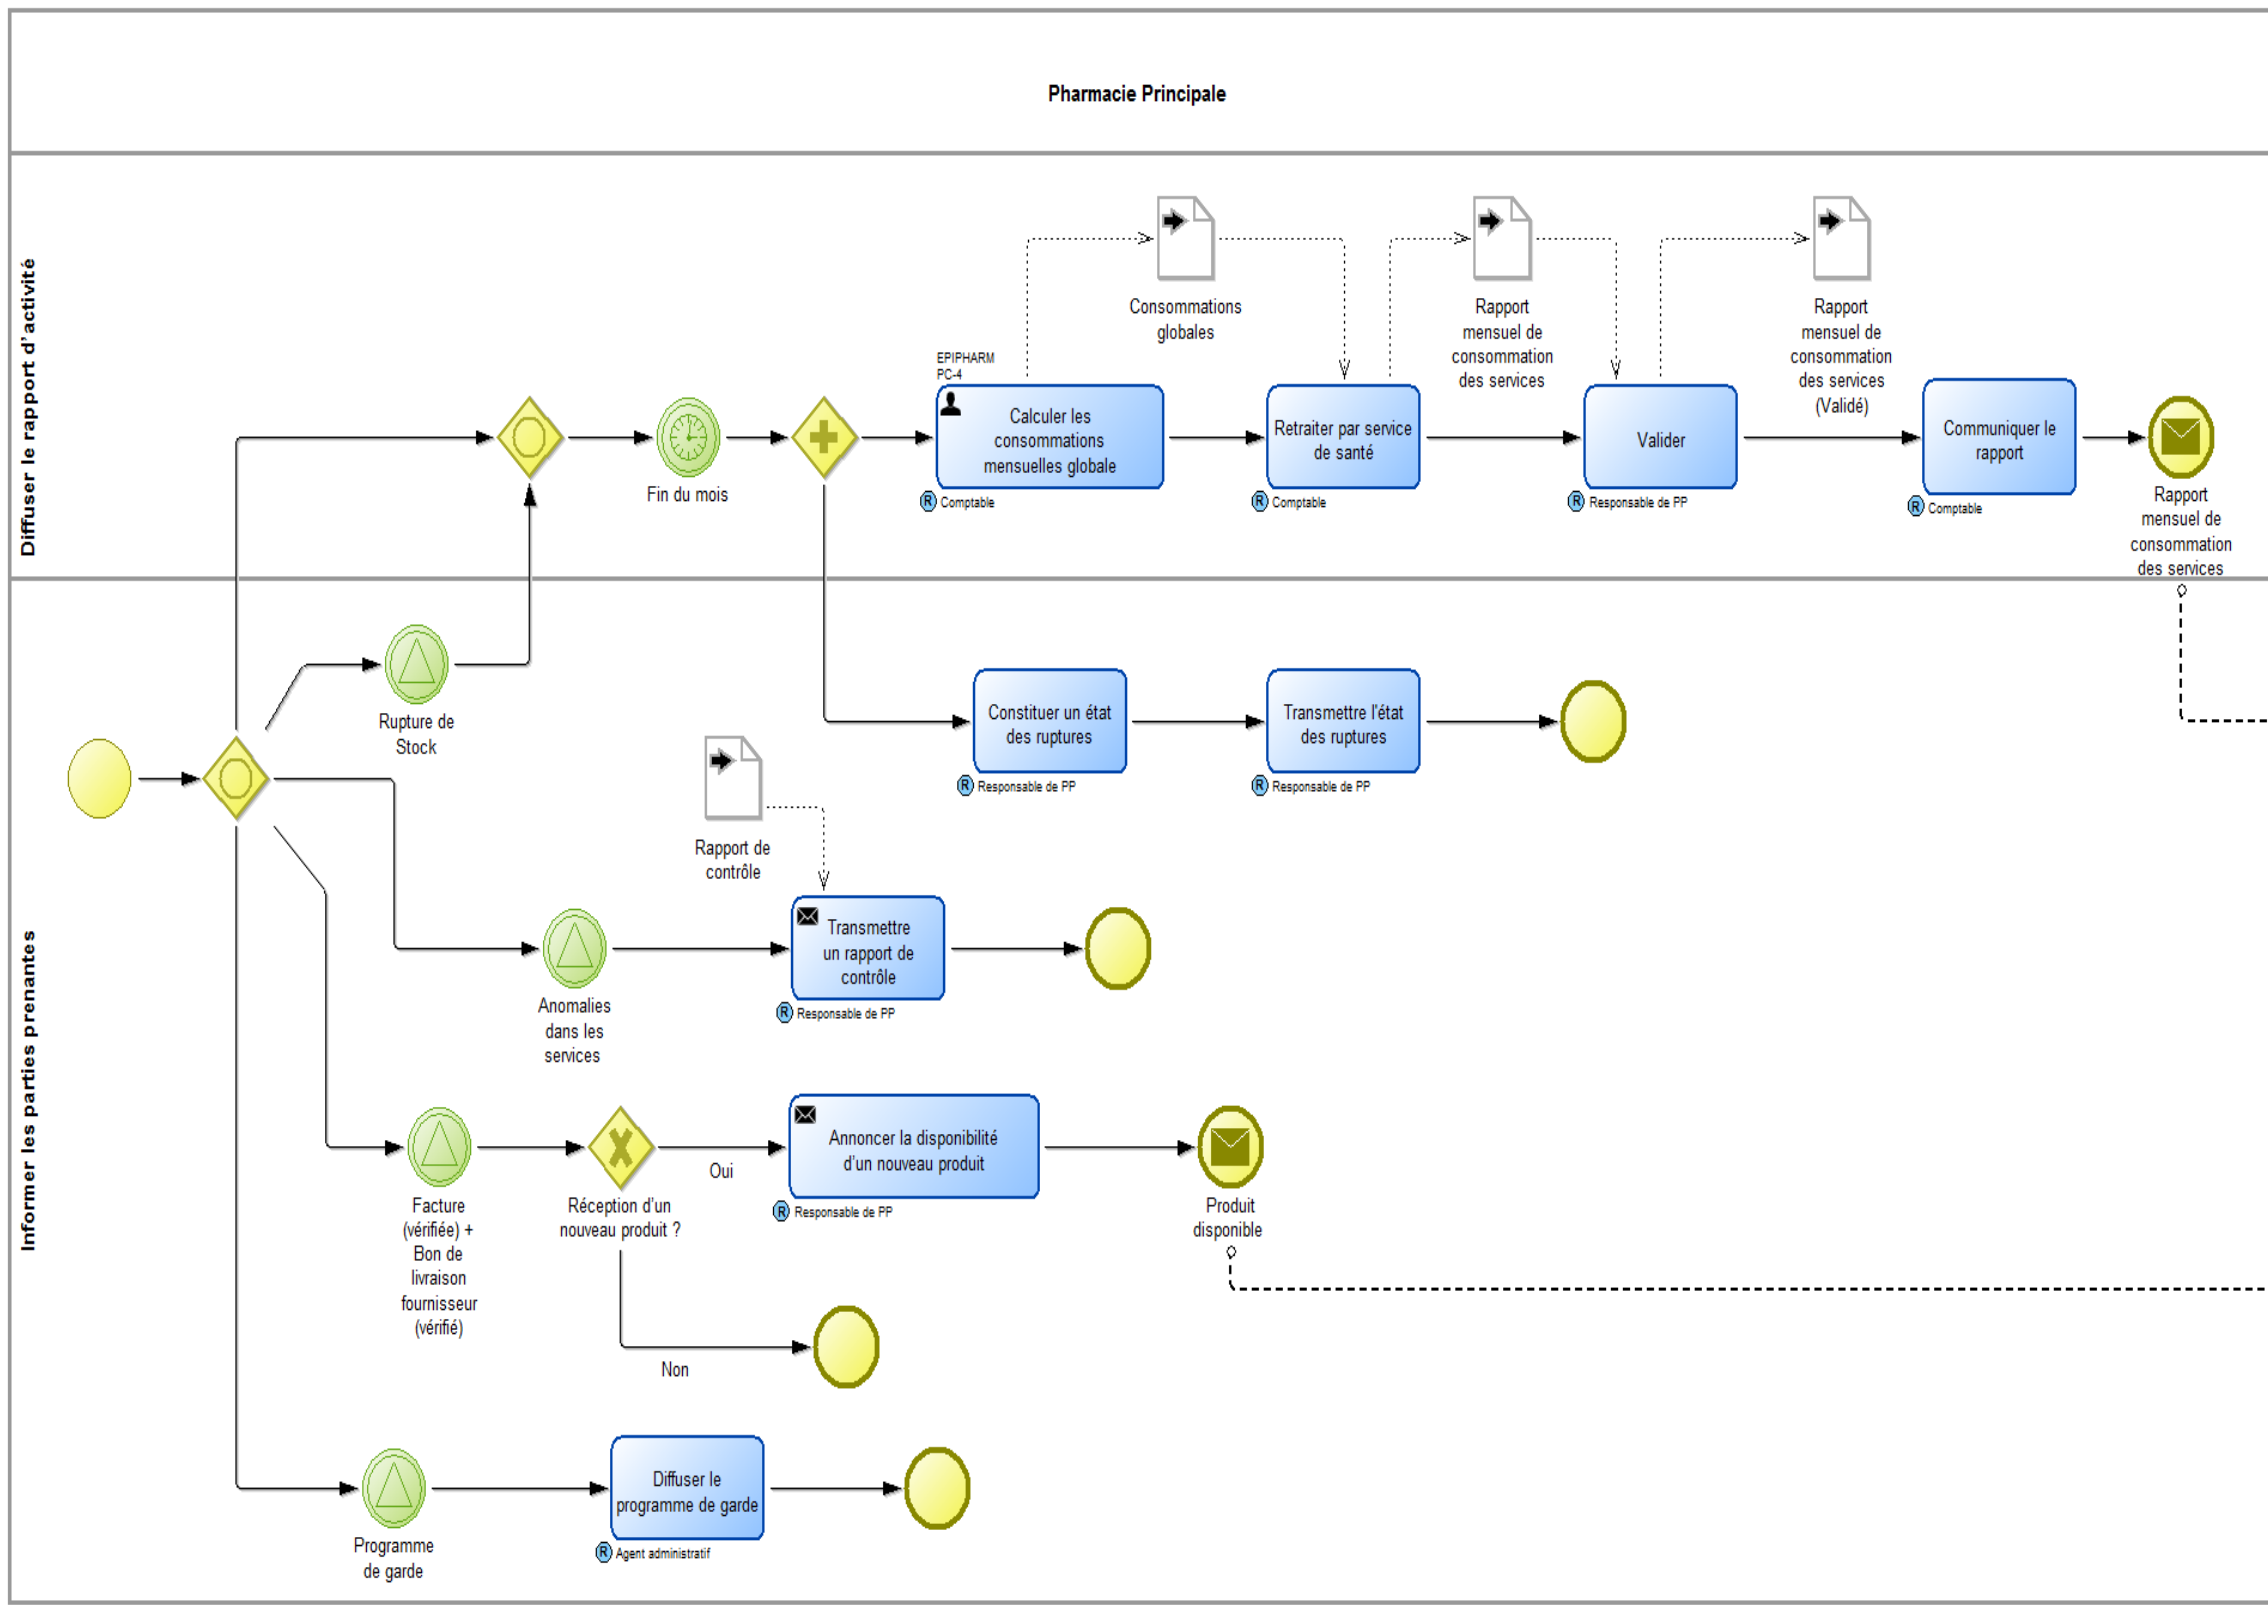 Pharmacie Principale
Diffuser le rapport d'activité
Consommations
globales
Rapport
mensuel de
consommation
des services
Rapport
mensuel de
consommation
des services
(Validé)
EPIPHARM
PC-4
Calculer les
consommations
mensuelles globale
R Comptable
Retraiter par service
de santé
R Comptable
Valider
R Responsable de PP
Communiquer le
rapport
R Comptable
Fin du mois
Rapport
mensuel de
consommation
des services
Informer les parties prenantes
Rupture de
Stock
Constituer un état
des ruptures
R Responsable de PP
Transmettre l'état
des ruptures
R Responsable de PP
Rapport de
contrôle
Transmettre
un rapport de
contrôle
R Responsable de PP
Anomalies
dans les
services
Facture
(vérifiée) +
Bon de
livraison
fournisseur
(vérifié)
Réception d'un
nouveau produit ?
Oui
Non
Annoncer la disponibilité
d'un nouveau produit
R Responsable de PP
Produit
disponible
Programme
de garde
Diffuser le
programme de garde
R Agent administratif